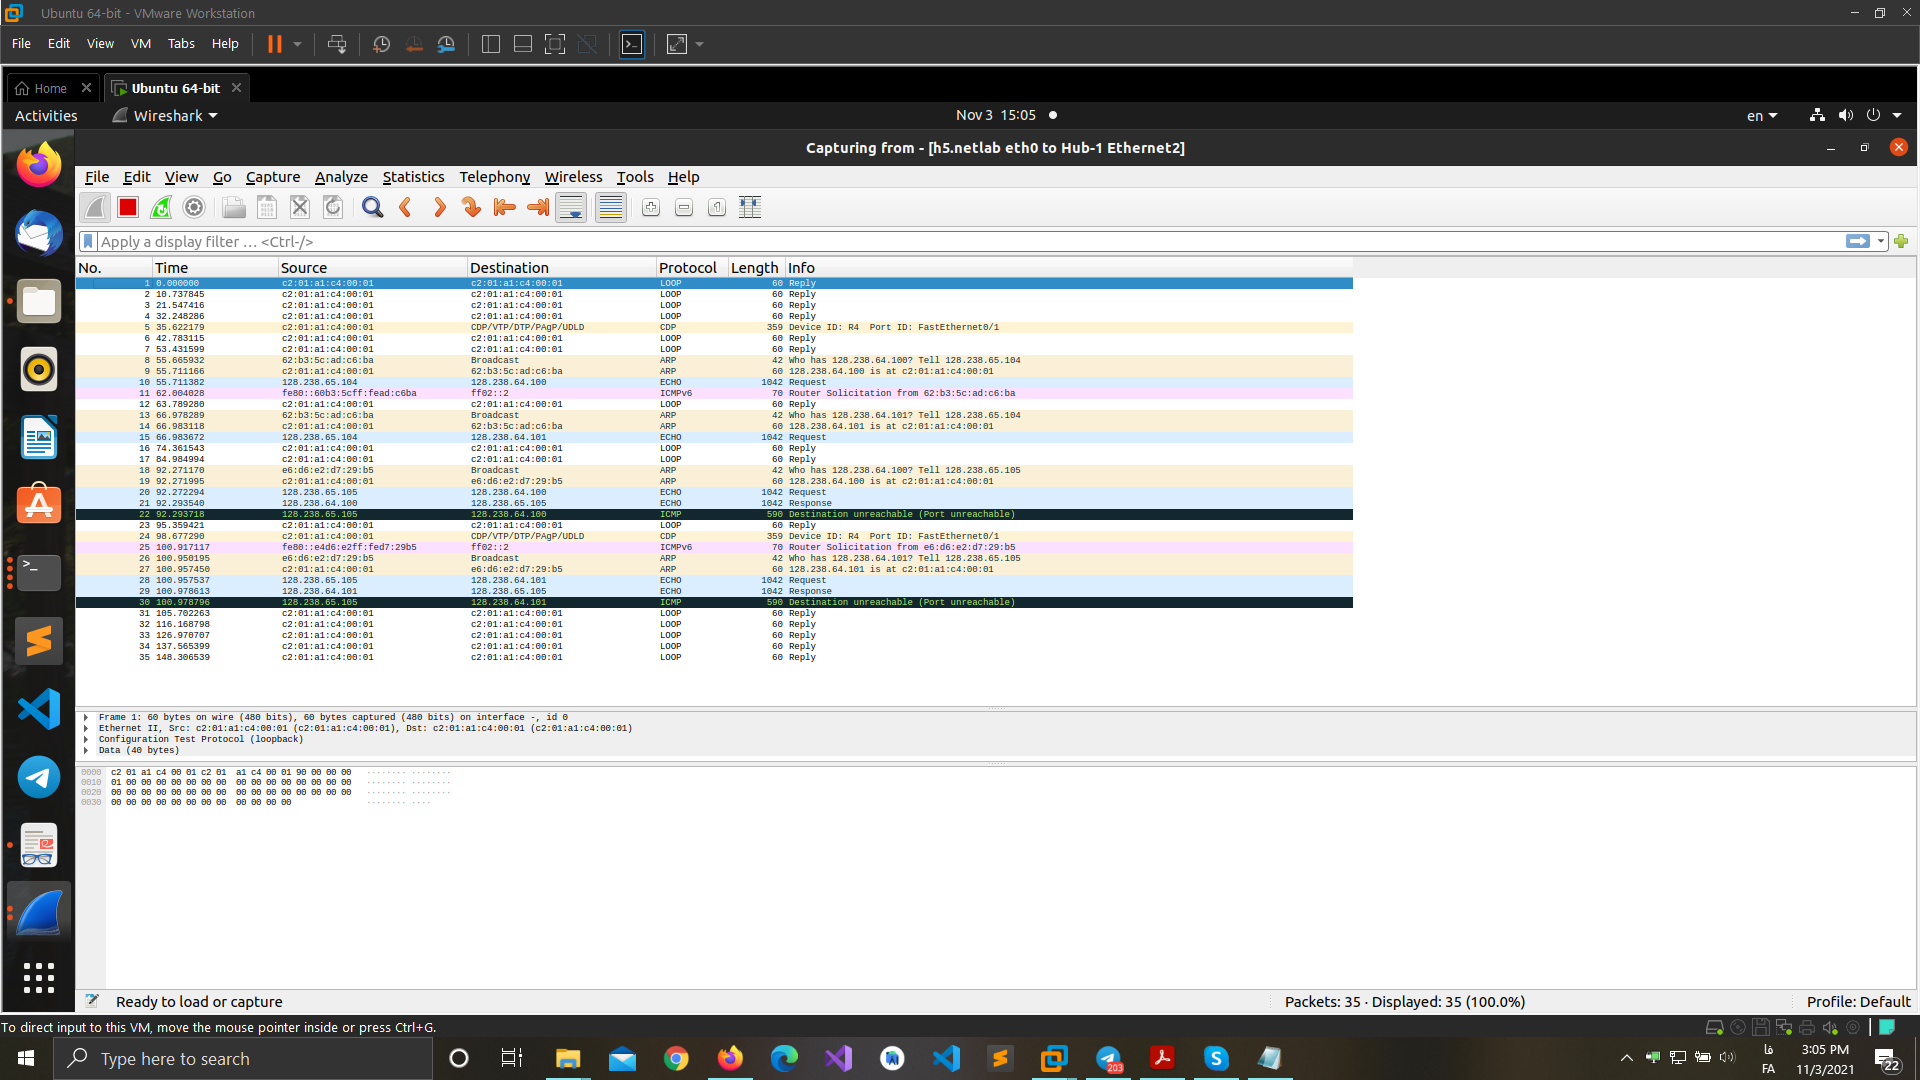 Ubuntu 64-bit - VMware Workstation
File Edit View VM Tabs Help
Home Ubuntu 64-bit
Activities Wireshark Nov 3 15:05 en
Capturing from - [h5.netlab eth0 to Hub-1 Ethernet2]
File Edit View Go Capture Analyze Statistics Telephony Wireless Tools Help
Apply a display filter … <Ctrl-/>
No. Time Source Destination Protocol Length Info
1 0.000000 c2:01:a1:c4:00:01 c2:01:a1:c4:00:01 LOOP 60 Reply
2 10.737845 c2:01:a1:c4:00:01 c2:01:a1:c4:00:01 LOOP 60 Reply
3 21.547416 c2:01:a1:c4:00:01 c2:01:a1:c4:00:01 LOOP 60 Reply
4 32.248286 c2:01:a1:c4:00:01 c2:01:a1:c4:00:01 LOOP 60 Reply
5 35.622179 c2:01:a1:c4:00:01 CDP/VTP/DTP/PAgP/UDLD CDP 359 Device ID: R4 Port ID: FastEthernet0/1
6 42.783115 c2:01:a1:c4:00:01 c2:01:a1:c4:00:01 LOOP 60 Reply
7 53.431599 c2:01:a1:c4:00:01 c2:01:a1:c4:00:01 LOOP 60 Reply
8 55.665932 62:b3:5c:ad:c6:ba Broadcast ARP 42 Who has 128.238.64.100? Tell 128.238.65.104
9 55.711166 c2:01:a1:c4:00:01 62:b3:5c:ad:c6:ba ARP 60 128.238.64.100 is at c2:01:a1:c4:00:01
10 55.711382 128.238.65.104 128.238.64.100 ECHO 1042 Request
11 62.004028 fe80::60b3:5cff:fead:c6ba ff02::2 ICMPv6 70 Router Solicitation from 62:b3:5c:ad:c6:ba
12 63.789280 c2:01:a1:c4:00:01 c2:01:a1:c4:00:01 LOOP 60 Reply
13 66.978289 62:b3:5c:ad:c6:ba Broadcast ARP 42 Who has 128.238.64.101? Tell 128.238.65.104
14 66.983118 c2:01:a1:c4:00:01 62:b3:5c:ad:c6:ba ARP 60 128.238.64.101 is at c2:01:a1:c4:00:01
15 66.983672 128.238.65.104 128.238.64.101 ECHO 1042 Request
16 74.361543 c2:01:a1:c4:00:01 c2:01:a1:c4:00:01 LOOP 60 Reply
17 84.984994 c2:01:a1:c4:00:01 c2:01:a1:c4:00:01 LOOP 60 Reply
18 92.271170 e6:d6:e2:d7:29:b5 Broadcast ARP 42 Who has 128.238.64.100? Tell 128.238.65.105
19 92.271995 c2:01:a1:c4:00:01 e6:d6:e2:d7:29:b5 ARP 60 128.238.64.100 is at c2:01:a1:c4:00:01
20 92.272294 128.238.65.105 128.238.64.100 ECHO 1042 Request
21 92.293540 128.238.64.100 128.238.65.105 ECHO 1042 Response
22 92.293718 128.238.65.105 128.238.64.100 ICMP 590 Destination unreachable (Port unreachable)
23 95.359421 c2:01:a1:c4:00:01 c2:01:a1:c4:00:01 LOOP 60 Reply
24 98.677290 c2:01:a1:c4:00:01 CDP/VTP/DTP/PAgP/UDLD CDP 359 Device ID: R4 Port ID: FastEthernet0/1
25 100.917117 fe80::e4d6:e2ff:fed7:29b5 ff02::2 ICMPv6 70 Router Solicitation from e6:d6:e2:d7:29:b5
26 100.950195 e6:d6:e2:d7:29:b5 Broadcast ARP 42 Who has 128.238.64.101? Tell 128.238.65.105
27 100.957450 c2:01:a1:c4:00:01 e6:d6:e2:d7:29:b5 ARP 60 128.238.64.101 is at c2:01:a1:c4:00:01
28 100.957537 128.238.65.105 128.238.64.101 ECHO 1042 Request
29 100.978613 128.238.64.101 128.238.65.105 ECHO 1042 Response
30 100.978796 128.238.65.105 128.238.64.101 ICMP 590 Destination unreachable (Port unreachable)
31 105.702263 c2:01:a1:c4:00:01 c2:01:a1:c4:00:01 LOOP 60 Reply
32 116.168798 c2:01:a1:c4:00:01 c2:01:a1:c4:00:01 LOOP 60 Reply
33 126.970707 c2:01:a1:c4:00:01 c2:01:a1:c4:00:01 LOOP 60 Reply
34 137.565399 c2:01:a1:c4:00:01 c2:01:a1:c4:00:01 LOOP 60 Reply
35 148.306539 c2:01:a1:c4:00:01 c2:01:a1:c4:00:01 LOOP 60 Reply
Frame 1: 60 bytes on wire (480 bits), 60 bytes captured (480 bits) on interface -, id 0
Ethernet II, Src: c2:01:a1:c4:00:01 (c2:01:a1:c4:00:01), Dst: c2:01:a1:c4:00:01 (c2:01:a1:c4:00:01)
Configuration Test Protocol (loopback)
Data (40 bytes)
0000 c2 01 a1 c4 00 01 c2 01 a1 c4 00 01 90 00 00 00 ········ ········
0010 01 00 00 00 00 00 00 00 00 00 00 00 00 00 00 00 ········ ········
0020 00 00 00 00 00 00 00 00 00 00 00 00 00 00 00 00 ········ ········
0030 00 00 00 00 00 00 00 00 00 00 00 00 ········ ····
Ready to load or capture Packets: 35 · Displayed: 35 (100.0%) Profile: Default
To direct input to this VM, move the mouse pointer inside or press Ctrl+G.
Type here to search 203 فا 3:05 PM
FA 11/3/2021 22